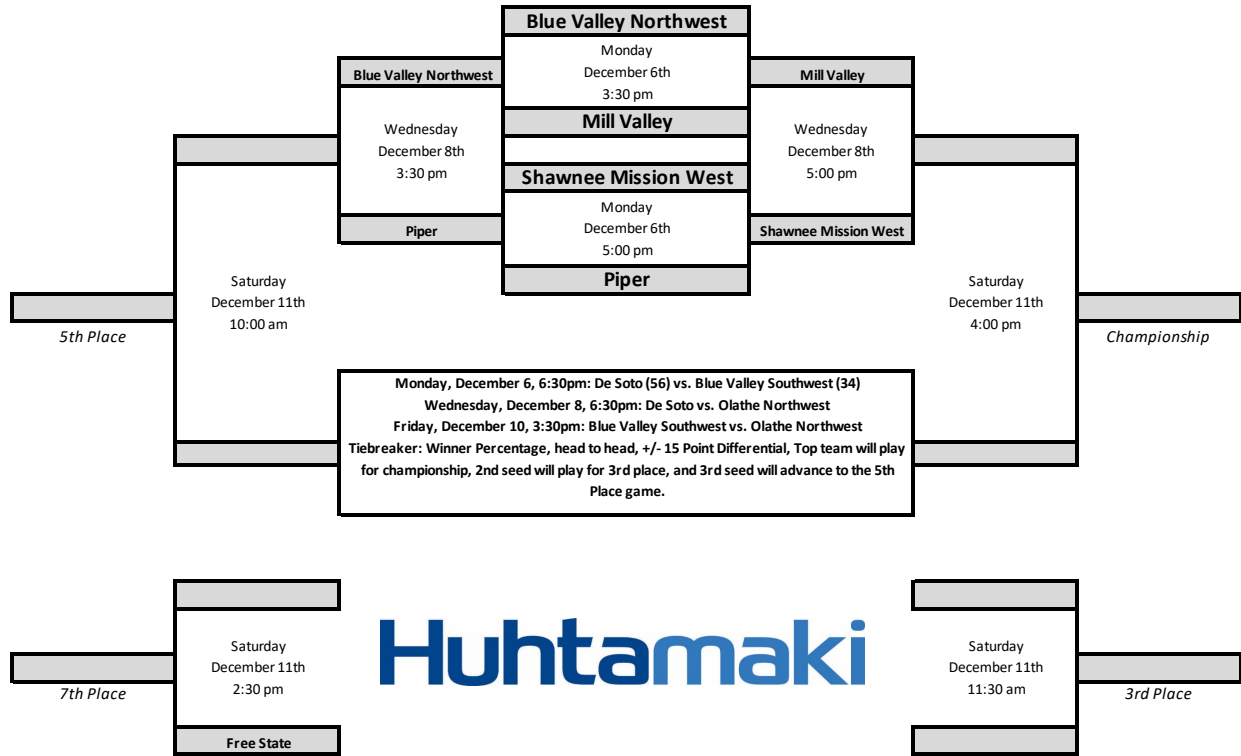 Blue Valley Northwest
Monday
December 6th
3:30 pm
Mill Valley
Blue Valley Northwest
Wednesday
December 8th
3:30 pm
Piper
Mill Valley
Wednesday
December 8th
5:00 pm
Shawnee Mission West
Shawnee Mission West
Monday
December 6th
5:00 pm
Piper
Saturday
December 11th
10:00 am
5th Place
Saturday
December 11th
4:00 pm
Championship
Monday, December 6, 6:30pm: De Soto (56) vs. Blue Valley Southwest (34)
Wednesday, December 8, 6:30pm: De Soto vs. Olathe Northwest
Friday, December 10, 3:30pm: Blue Valley Southwest vs. Olathe Northwest
Tiebreaker: Winner Percentage, head to head, +/- 15 Point Differential, Top team will play
for championship, 2nd seed will play for 3rd place, and 3rd seed will advance to the 5th
Place game.
Saturday
December 11th
2:30 pm
7th Place
Free State
Huhtamaki
Saturday
December 11th
11:30 am
3rd Place